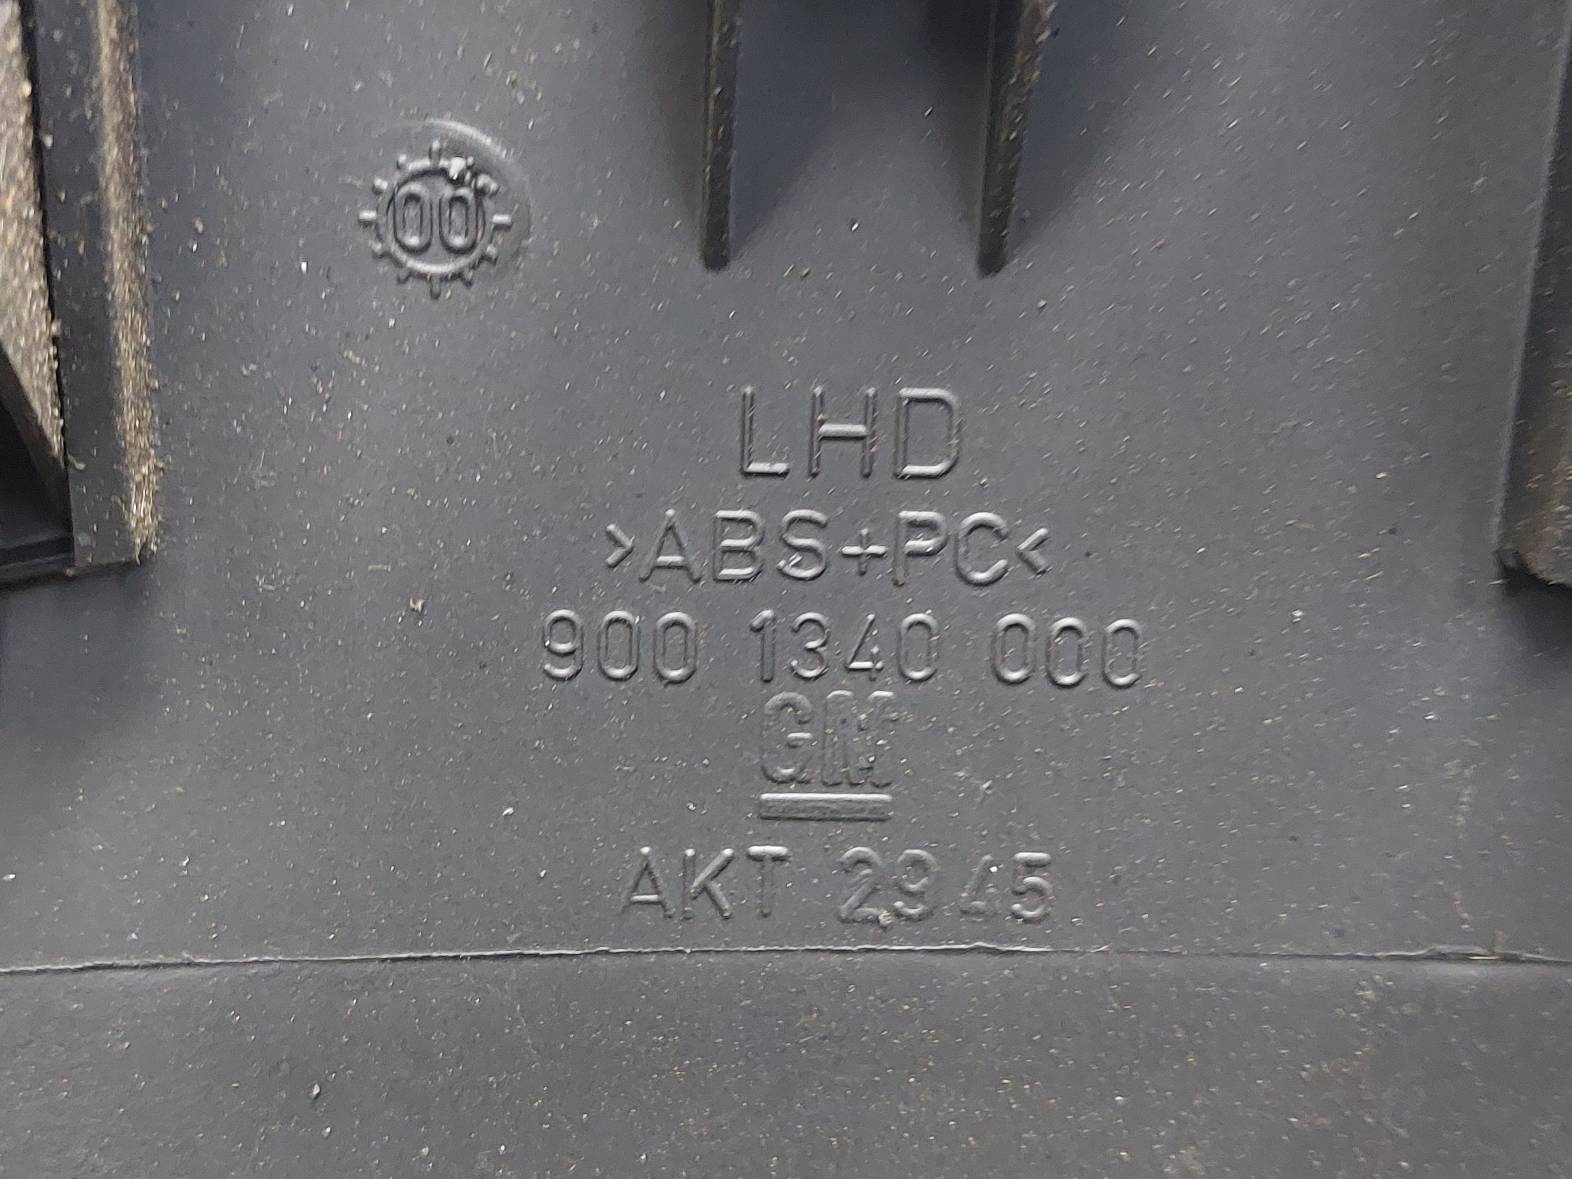 00
LHD
>ABS+PC<
900 1340 000
GM
AKT 2945